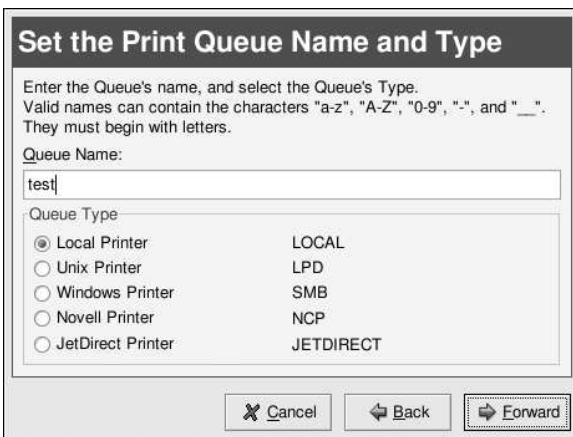 Set the Print Queue Name and Type
Enter the Queue's name, and select the Queue's Type.
Valid names can contain the characters "a-z", "A-Z", "0-9", "-", and "__".
They must begin with letters.
Queue Name:
test
Queue Type
Local Printer LOCAL
Unix Printer LPD
Windows Printer SMB
Novell Printer NCP
JetDirect Printer JETDIRECT
Cancel Back Forward